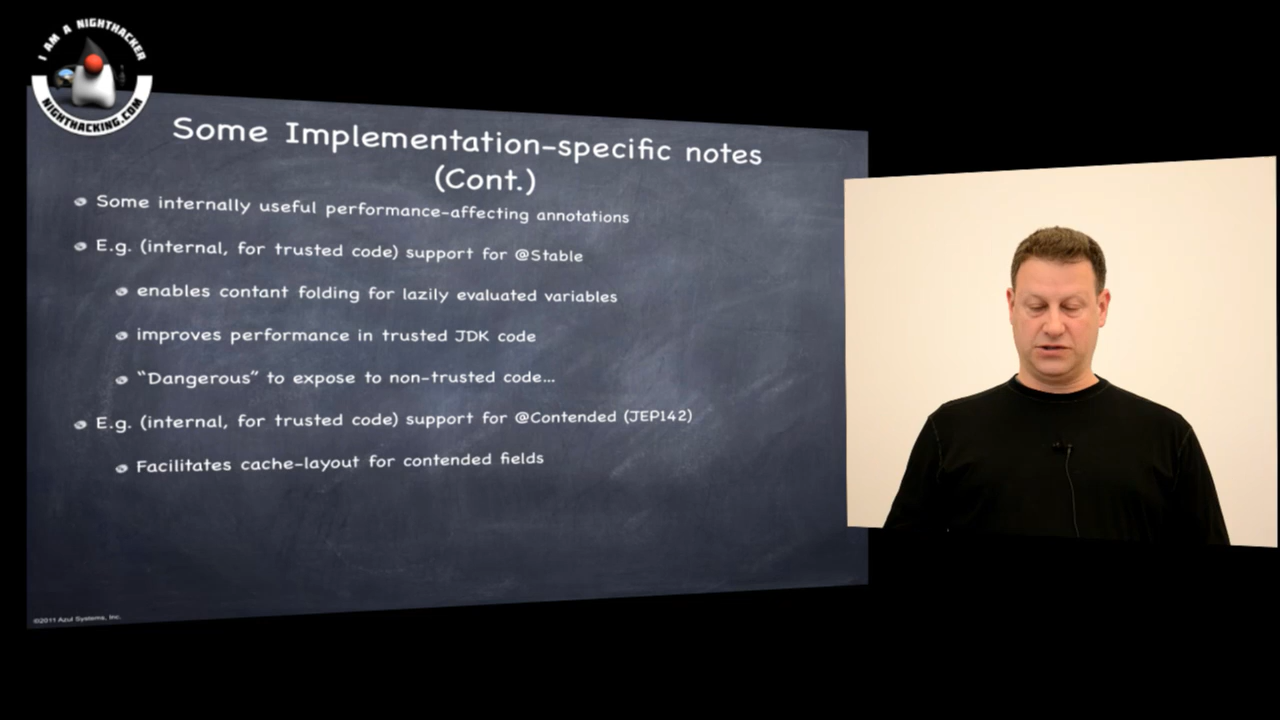 I AM A NIGHTHACKER
NIGHTHACKING.COM
Some Implementation-specific notes
(Cont.)
Some internally useful performance-affecting annotations
E.g. (internal, for trusted code) support for @Stable
enables contant folding for lazily evaluated variables
improves performance in trusted JDK code
“Dangerous” to expose to non-trusted code...
E.g. (internal, for trusted code) support for @Contended (JEP142)
Facilitates cache-layout for contended fields
©2011 Azul Systems, Inc.